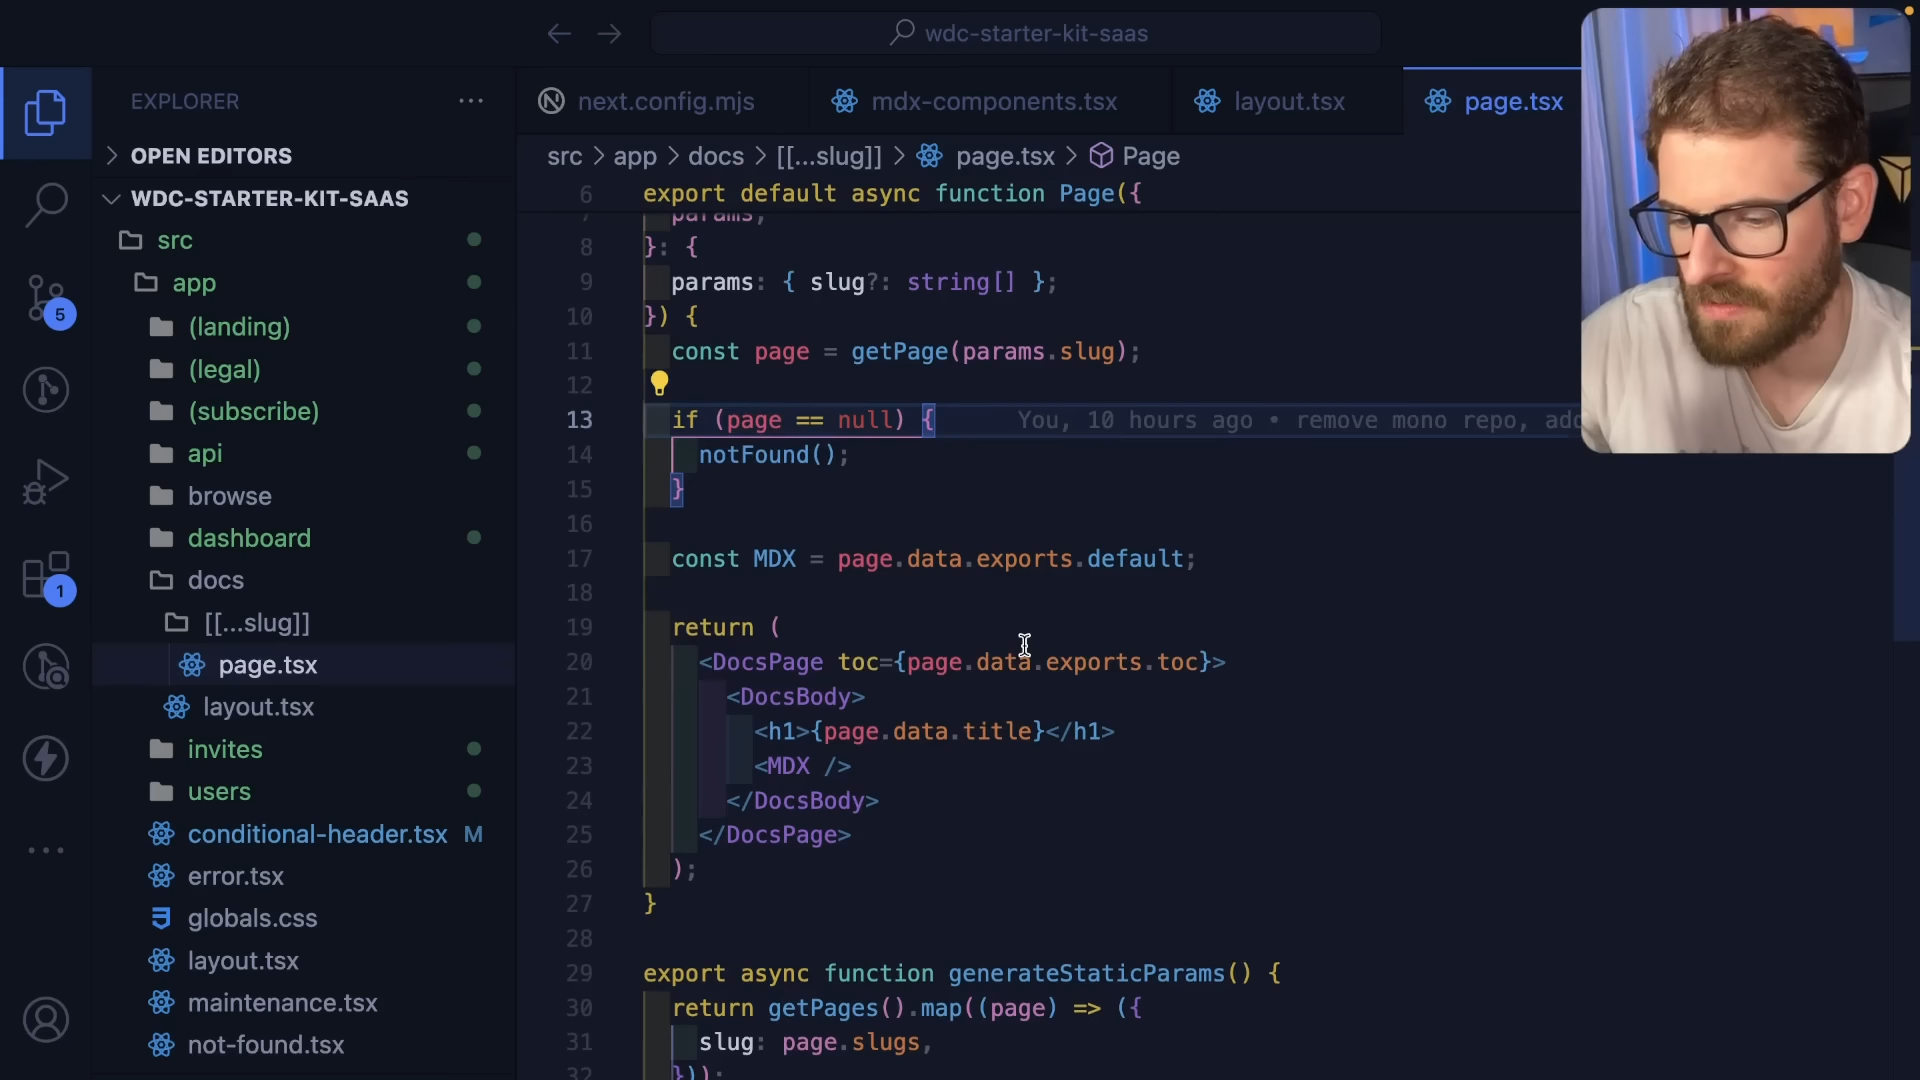 wdc-starter-kit-saas
EXPLORER
OPEN EDITORS
WDC-STARTER-KIT-SAAS
src
app
(landing)
(legal)
(subscribe)
api
browse
dashboard
docs
[[...slug]]
page.tsx
layout.tsx
invites
users
conditional-header.tsx M
error.tsx
globals.css
layout.tsx
maintenance.tsx
not-found.tsx
5
1
next.config.mjs
mdx-components.tsx
layout.tsx
page.tsx
src > app > docs > [[...slug]] > page.tsx > Page
6 export default async function Page({
7 params,
8 }: {
9 params: { slug?: string[] };
10 }) {
11 const page = getPage(params.slug);
12
13 if (page == null) { You, 10 hours ago • remove mono repo,
14 notFound();
15 }
16
17 const MDX = page.data.exports.default;
18
19 return (
20 <DocsPage toc={page.data.exports.toc}>
21 <DocsBody>
22 <h1>{page.data.title}</h1>
23 <MDX />
24 </DocsBody>
25 </DocsPage>
26 );
27 }
28
29 export async function generateStaticParams() {
30 return getPages().map((page) => ({
31 slug: page.slugs,
32 }));